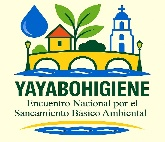 YAYABOHIGIENE
Encuentro Nacional por el
Saneamiento Básico Ambiental